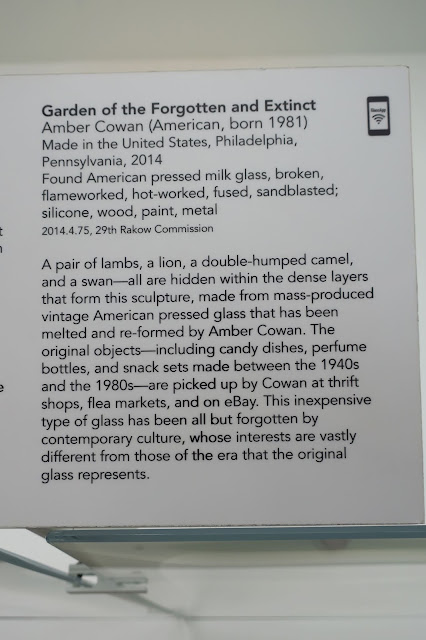 Garden of the Forgotten and Extinct
Amber Cowan (American, born 1981)
Made in the United States, Philadelphia,
Pennsylvania, 2014
Found American pressed milk glass, broken,
flameworked, hot-worked, fused, sandblasted;
silicone, wood, paint, metal
2014.4.75, 29th Rakow Commission
A pair of lambs, a lion, a double-humped camel,
and a swan—all are hidden within the dense layers
that form this sculpture, made from mass-produced
vintage American pressed glass that has been
melted and re-formed by Amber Cowan. The
original objects—including candy dishes, perfume
bottles, and snack sets made between the 1940s
and the 1980s—are picked up by Cowan at thrift
shops, flea markets, and on eBay. This inexpensive
type of glass has been all but forgotten by
contemporary culture, whose interests are vastly
different from those of the era that the original
glass represents.